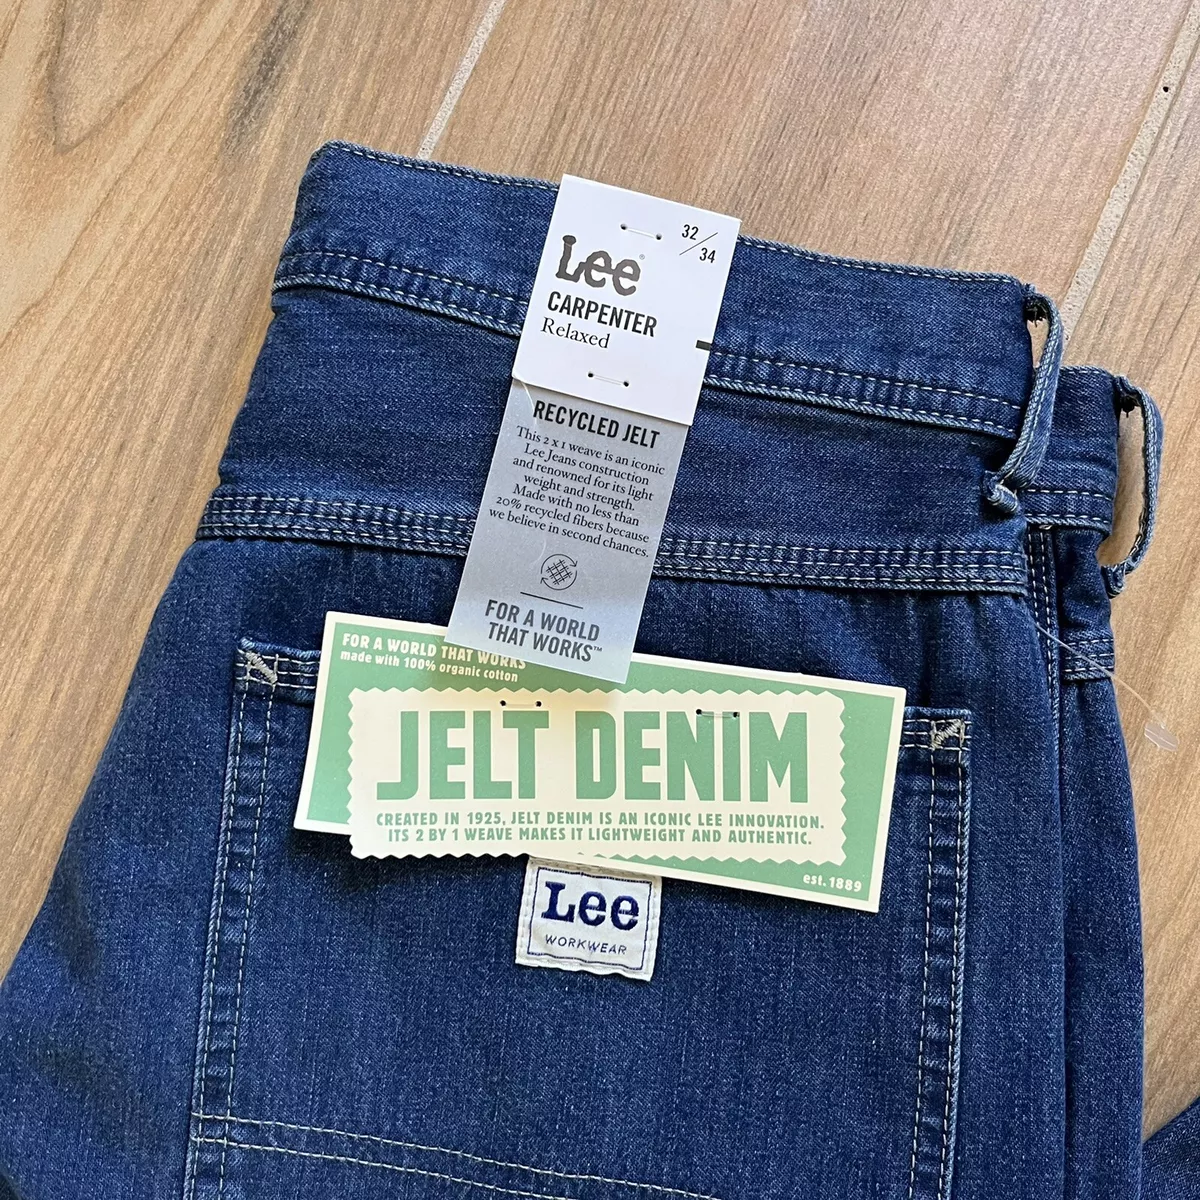 32/34
Lee®
CARPENTER
Relaxed
RECYCLED JELT
This 2 x 1 weave is an iconic
Lee Jeans construction
and renowned for its light
weight and strength.
Made with no less than
20% recycled fibers because
we believe in second chances.
FOR A WORLD
THAT WORKS™
FOR A WORLD THAT WORKS
made with 100% organic cotton
JELT DENIM
CREATED IN 1925, JELT DENIM IS AN ICONIC LEE INNOVATION.
ITS 2 BY 1 WEAVE MAKES IT LIGHTWEIGHT AND AUTHENTIC.
est. 1889
Lee
WORKWEAR